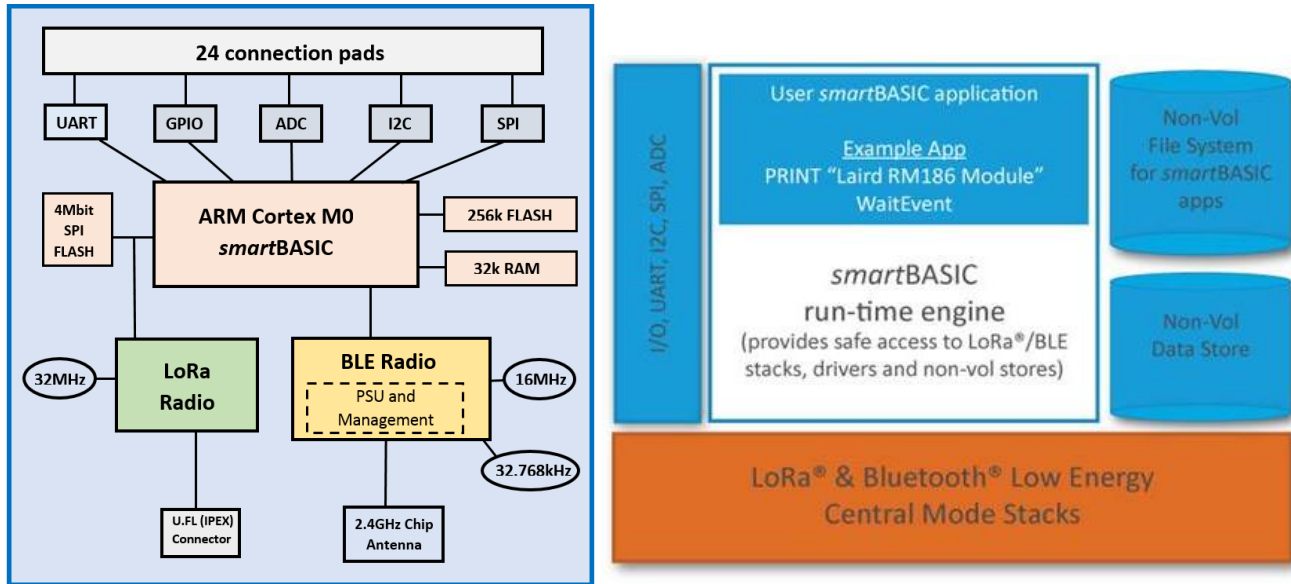 24 connection pads
UART
GPIO
ADC
I2C
SPI
4Mbit
SPI
FLASH
ARM Cortex M0
smartBASIC
256k FLASH
32k RAM
32MHz
LoRa
Radio
BLE Radio
PSU and
Management
16MHz
32.768kHz
U.FL (IPEX)
Connector
2.4GHz Chip
Antenna
I/O, UART, I2C, SPI, ADC
User smartBASIC application
Example App
PRINT “Laird RM186 Module”
WaitEvent
smartBASIC
run-time engine
(provides safe access to LoRa®/BLE
stacks, drivers and non-vol stores)
Non-Vol
File System
for smartBASIC
apps
Non-Vol
Data Store
LoRa® & Bluetooth® Low Energy
Central Mode Stacks